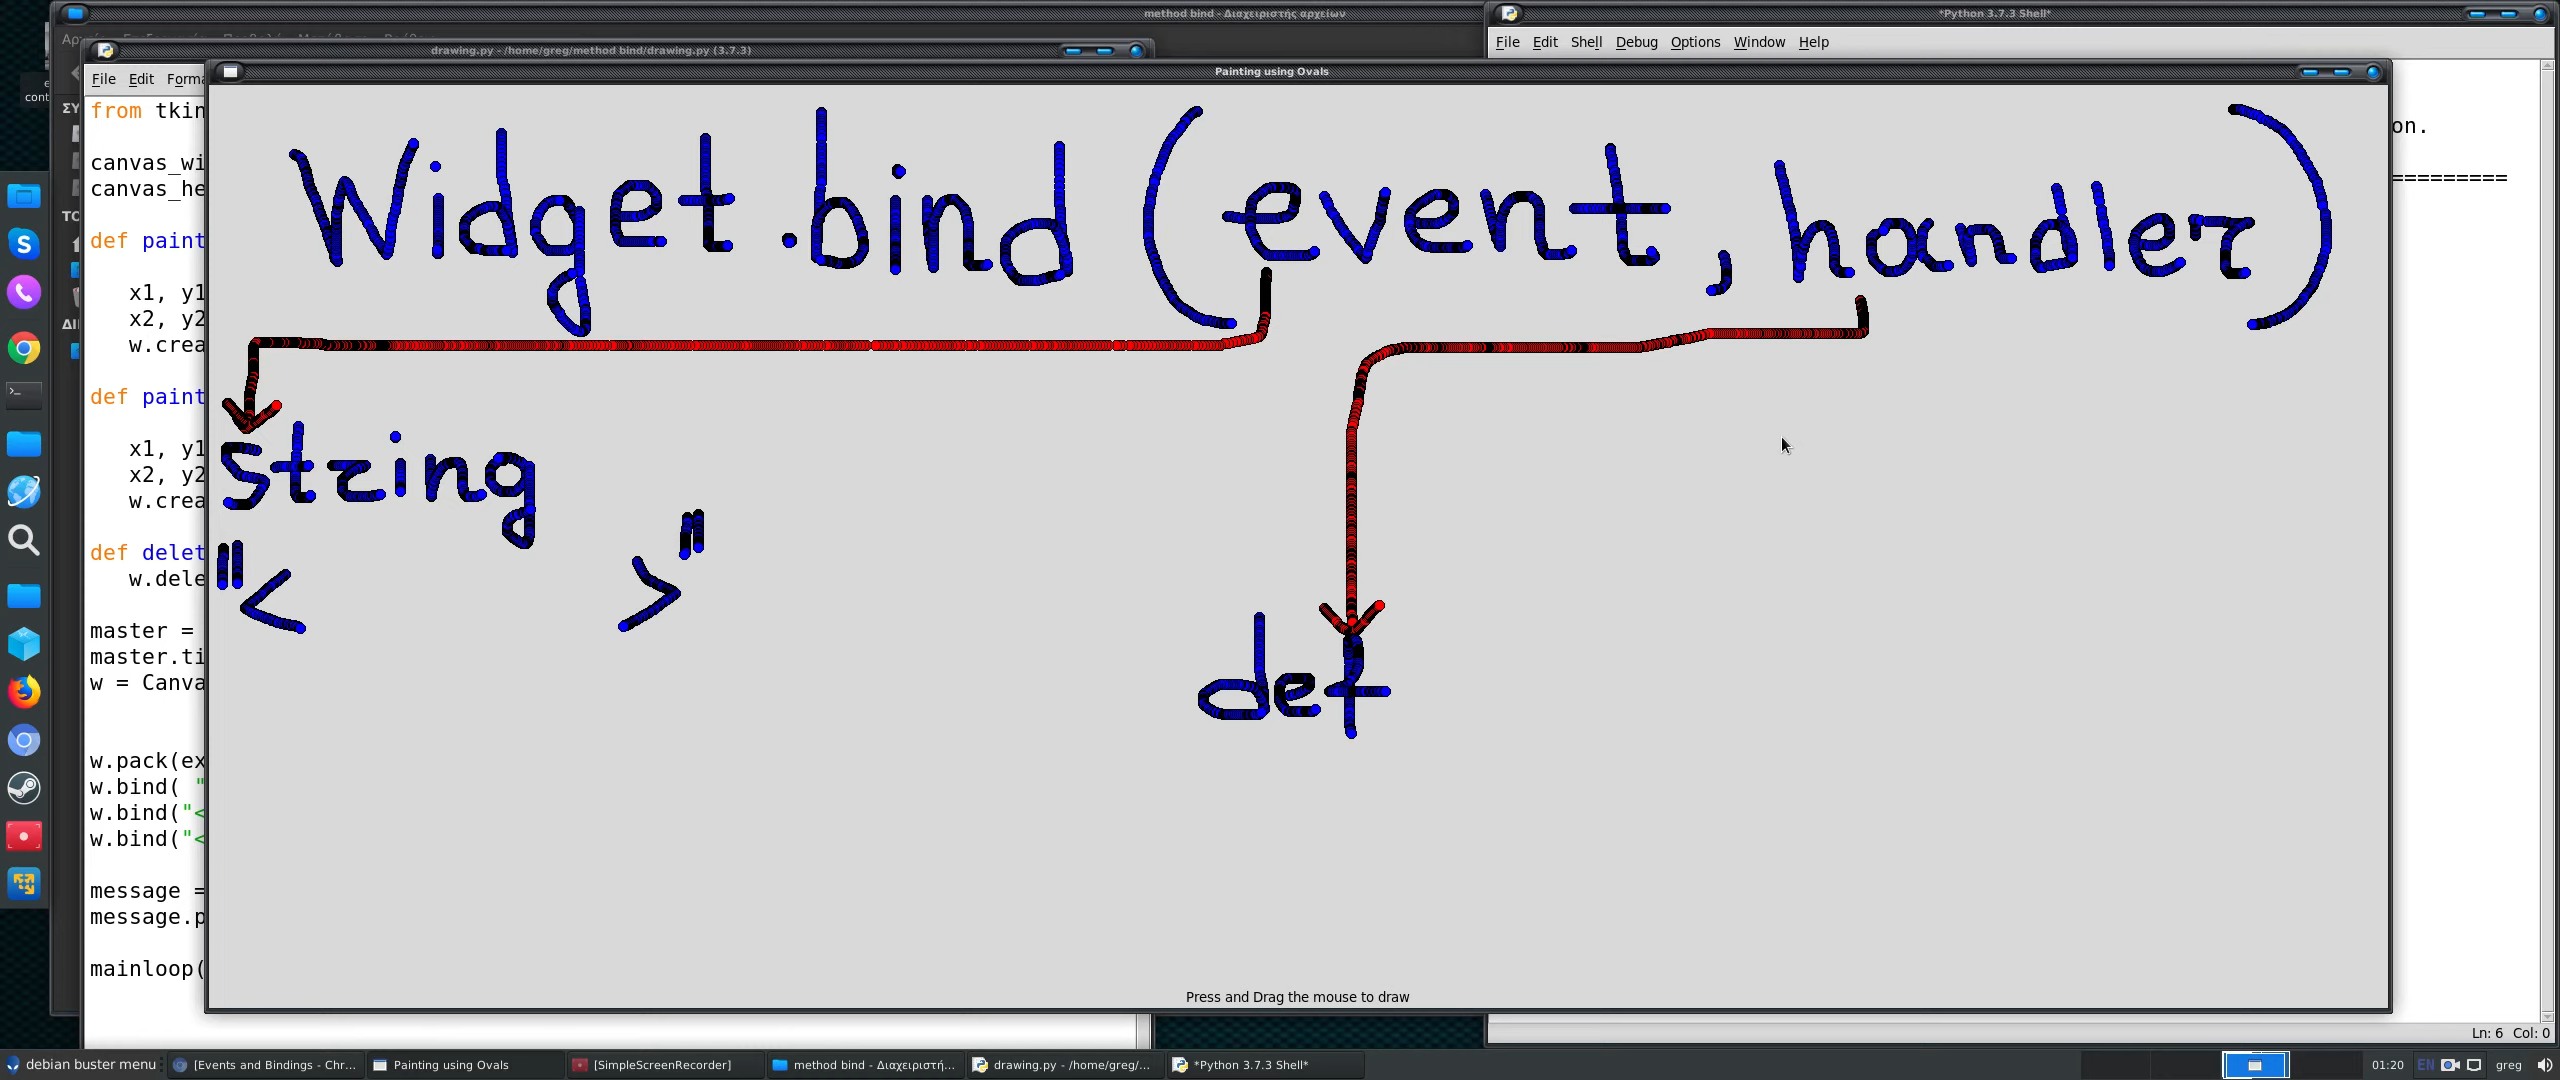 method bind - Διαχειριστής αρχείων
*Python 3.7.3 Shell*
drawing.py - /home/greg/method bind/drawing.py (3.7.3)
File Edit Shell Debug Options Window Help
File Edit Forma
Painting using Ovals
from tkin
on.
canvas_wi
canvas_he
=========
def paint
x1, y1
x2, y2
w.crea
def paint
x1, y1
x2, y2
w.crea
def delet
w.dele
master =
master.ti
w = Canva
w.pack(ex
w.bind( "
w.bind("<
w.bind("<
message =
message.p
mainloop(
Widget.bind(event, handler)
string
"< >"
def
Press and Drag the mouse to draw
Ln: 6 Col: 0
debian buster menu [Events and Bindings - Chr... Painting using Ovals [SimpleScreenRecorder] method bind - Διαχειριστή... drawing.py - /home/greg/... *Python 3.7.3 Shell* 01:20 EN greg